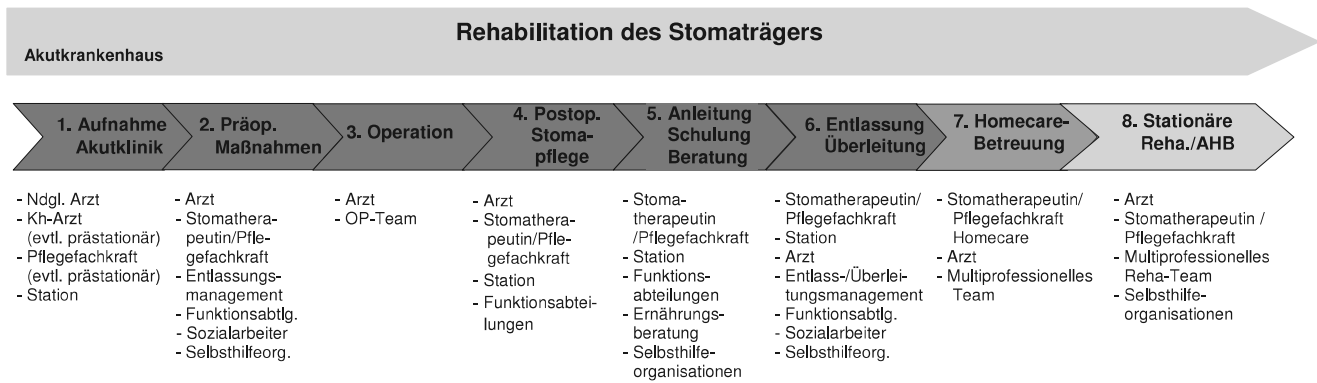 Rehabilitation des Stomaträgers
Akutkrankenhaus
1. Aufnahme
Akutklinik
2. Präop.
Maßnahmen
3. Operation
4. Postop.
Stoma-
pflege
5. Anleitung
Schulung
Beratung
6. Entlassung
Überleitung
7. Homecare-
Betreuung
8. Stationäre
Reha./AHB
- Ndgl. Arzt
- Kh-Arzt
(evtl. prästationär)
- Pflegefachkraft
(evtl. prästationär)
- Station
- Arzt
- Stomathera-
peutin/Pfle-
gefachkraft
- Entlassungs-
management
- Funktionsabtlg.
- Sozialarbeiter
- Selbsthilfeorg.
- Arzt
- OP-Team
- Arzt
- Stomathera-
peutin/Pfle-
gefachkraft
- Station
- Funktionsabtei-
lungen
- Stoma-
therapeutin
/Pflegefachkraft
- Station
- Funktions-
abteilungen
- Ernährungs-
beratung
- Selbsthilfe-
organisationen
- Stomatherapeutin/
Pflegefachkraft
- Station
- Arzt
- Entlass-/Überlei-
tungsmanagement
- Funktionsabtlg.
- Sozialarbeiter
- Selbsthilfeorg.
- Stomatherapeutin/
Pflegefachkraft
Homecare
- Arzt
- Multiprofessionelles
Team
- Arzt
- Stomatherapeutin /
Pflegefachkraft
- Multiprofessionelles
Reha-Team
- Selbsthilfe-
organisationen